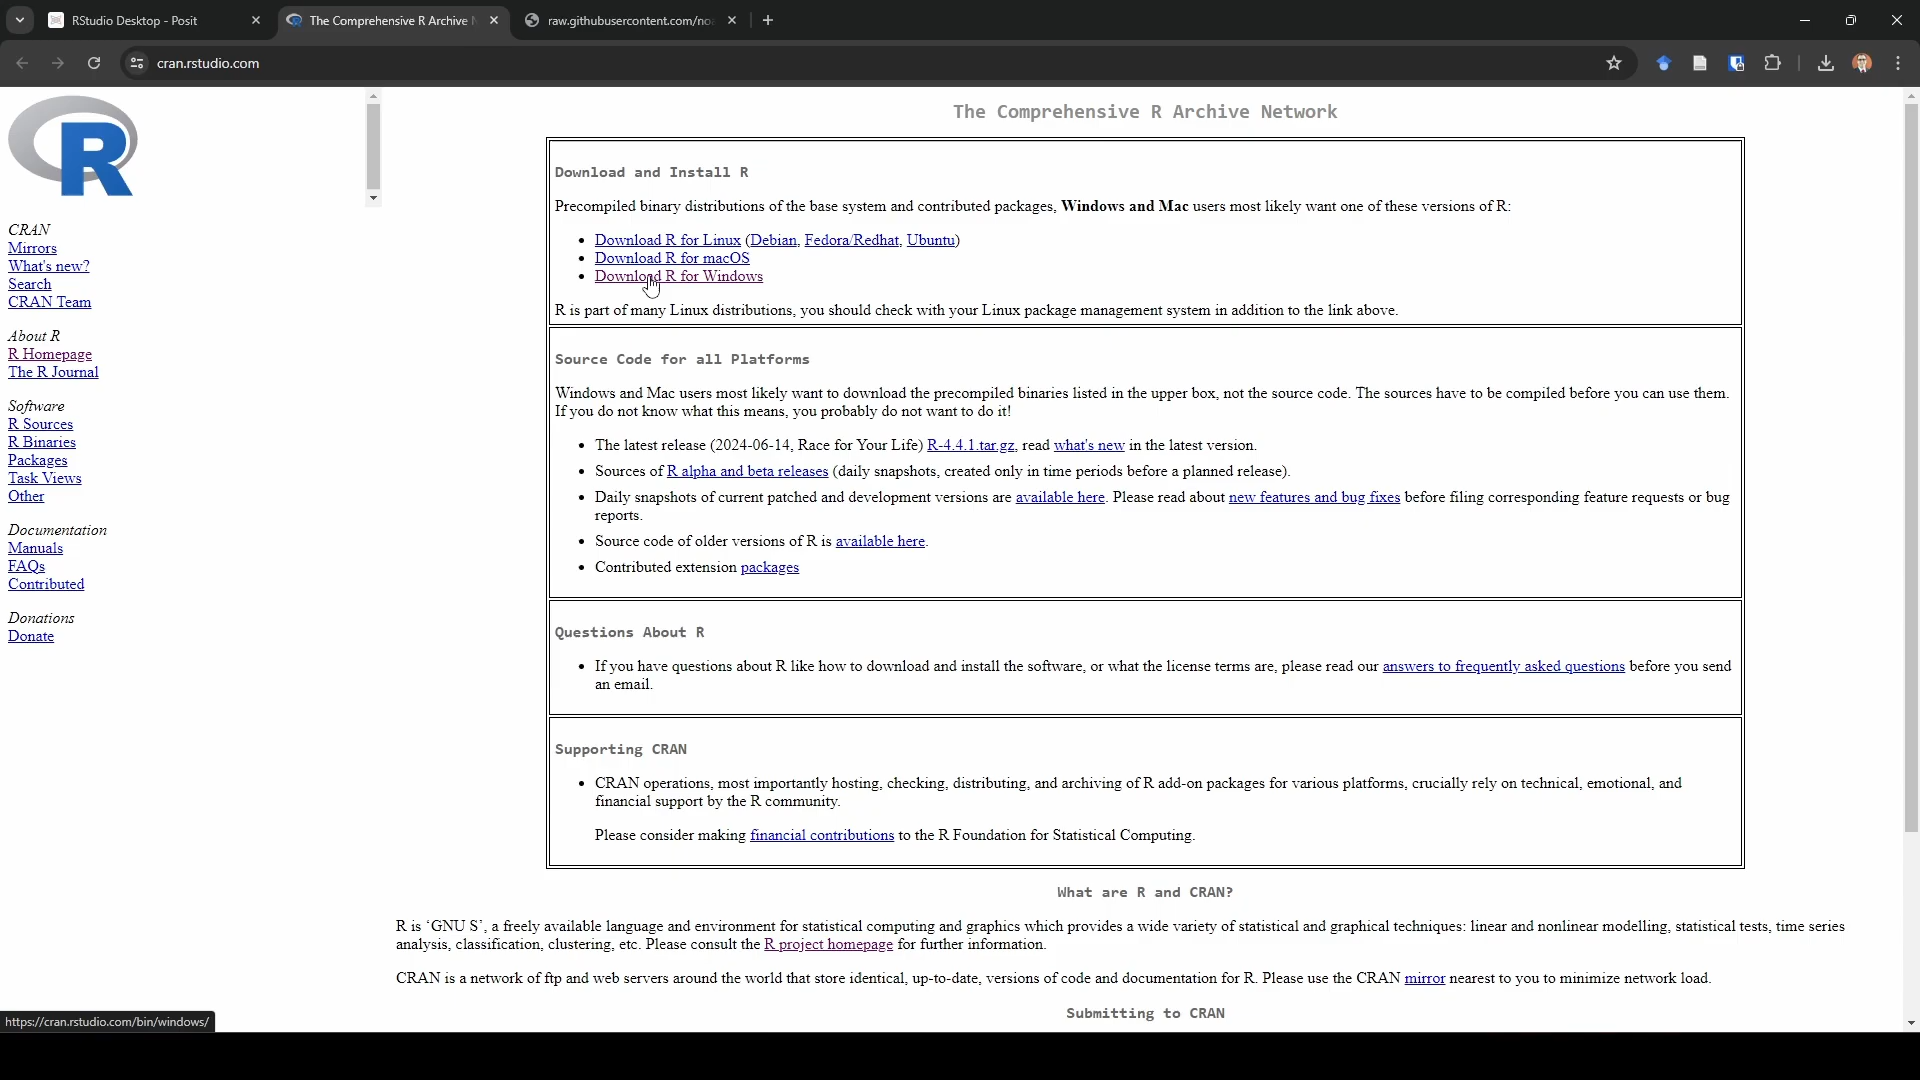 RStudio Desktop - Posit
The Comprehensive R Archive N
raw.githubusercontent.com/no
cran.rstudio.com
R
CRAN
Mirrors
What's new?
Search
CRAN Team
About R
R Homepage
The R Journal
Software
R Sources
R Binaries
Packages
Task Views
Other
Documentation
Manuals
FAQs
Contributed
Donations
Donate
The Comprehensive R Archive Network
Download and Install R
Precompiled binary distributions of the base system and contributed packages, Windows and Mac users most likely want one of these versions of R:
• Download R for Linux (Debian, Fedora/Redhat, Ubuntu)
• Download R for macOS
• Download R for Windows
R is part of many Linux distributions, you should check with your Linux package management system in addition to the link above.
Source Code for all Platforms
Windows and Mac users most likely want to download the precompiled binaries listed in the upper box, not the source code. The sources have to be compiled before you can use them.
If you do not know what this means, you probably do not want to do it!
• The latest release (2024-06-14, Race for Your Life) R-4.4.1.tar.gz, read what's new in the latest version.
• Sources of R alpha and beta releases (daily snapshots, created only in time periods before a planned release).
• Daily snapshots of current patched and development versions are available here. Please read about new features and bug fixes before filing corresponding feature requests or bug
reports.
• Source code of older versions of R is available here.
• Contributed extension packages
Questions About R
• If you have questions about R like how to download and install the software, or what the license terms are, please read our answers to frequently asked questions before you send
an email.
Supporting CRAN
• CRAN operations, most importantly hosting, checking, distributing, and archiving of R add-on packages for various platforms, crucially rely on technical, emotional, and
financial support by the R community.
Please consider making financial contributions to the R Foundation for Statistical Computing.
What are R and CRAN?
R is ‘GNU S’, a freely available language and environment for statistical computing and graphics which provides a wide variety of statistical and graphical techniques: linear and nonlinear modelling, statistical tests, time series
analysis, classification, clustering, etc. Please consult the R project homepage for further information.
CRAN is a network of ftp and web servers around the world that store identical, up-to-date, versions of code and documentation for R. Please use the CRAN mirror nearest to you to minimize network load.
Submitting to CRAN
https://cran.rstudio.com/bin/windows/